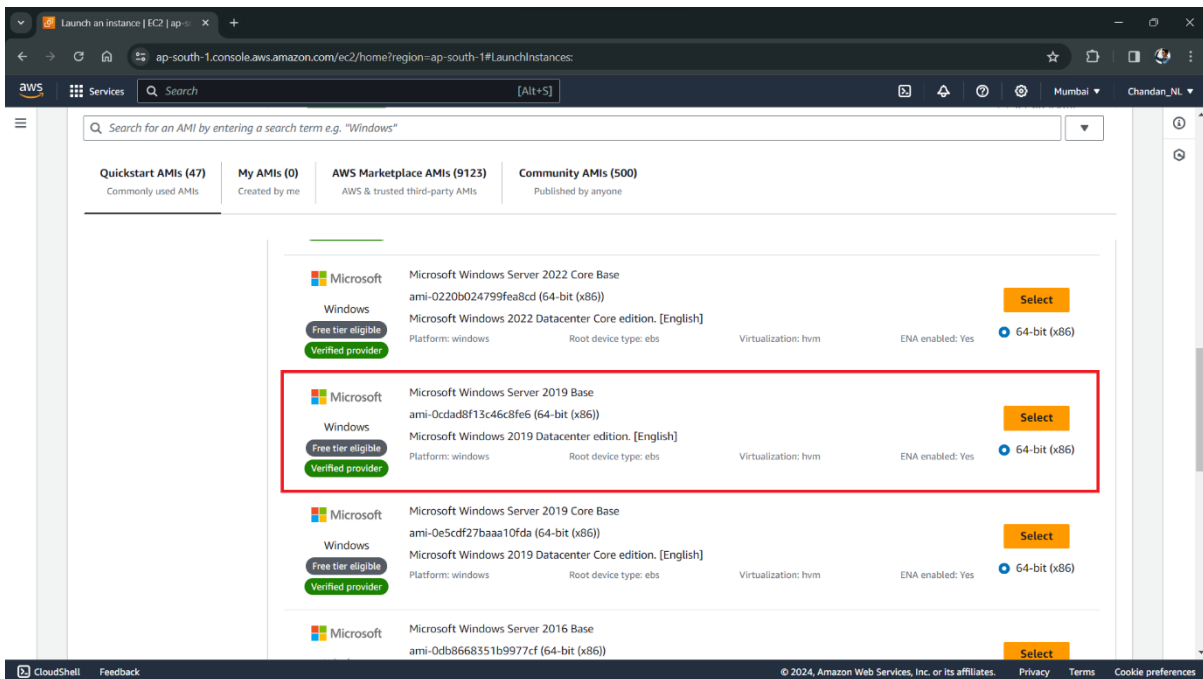 Launch an instance | EC2 | ap-s
ap-south-1.console.aws.amazon.com/ec2/home?region=ap-south-1#LaunchInstances:
aws
Services
Search
[Alt+S]
Mumbai
Chandan_NL
Search for an AMI by entering a search term e.g. "Windows"
Quickstart AMIs (47)
Commonly used AMIs
My AMIs (0)
Created by me
AWS Marketplace AMIs (9123)
AWS & trusted third-party AMIs
Community AMIs (500)
Published by anyone
Microsoft
Windows
Free tier eligible
Verified provider
Microsoft Windows Server 2022 Core Base
ami-0220b024799fea8cd (64-bit (x86))
Microsoft Windows 2022 Datacenter Core edition. [English]
Platform: windows
Root device type: ebs
Virtualization: hvm
ENA enabled: Yes
Select
64-bit (x86)
Microsoft
Windows
Free tier eligible
Verified provider
Microsoft Windows Server 2019 Base
ami-0cdad8f13c46c8fe6 (64-bit (x86))
Microsoft Windows 2019 Datacenter edition. [English]
Platform: windows
Root device type: ebs
Virtualization: hvm
ENA enabled: Yes
Select
64-bit (x86)
Microsoft
Windows
Free tier eligible
Verified provider
Microsoft Windows Server 2019 Core Base
ami-0e5cdf27baaa10fda (64-bit (x86))
Microsoft Windows 2019 Datacenter Core edition. [English]
Platform: windows
Root device type: ebs
Virtualization: hvm
ENA enabled: Yes
Select
64-bit (x86)
Microsoft
Microsoft Windows Server 2016 Base
ami-0db8668351b9977cf (64-bit (x86))
Select
CloudShell
Feedback
© 2024, Amazon Web Services, Inc. or its affiliates.
Privacy
Terms
Cookie preferences